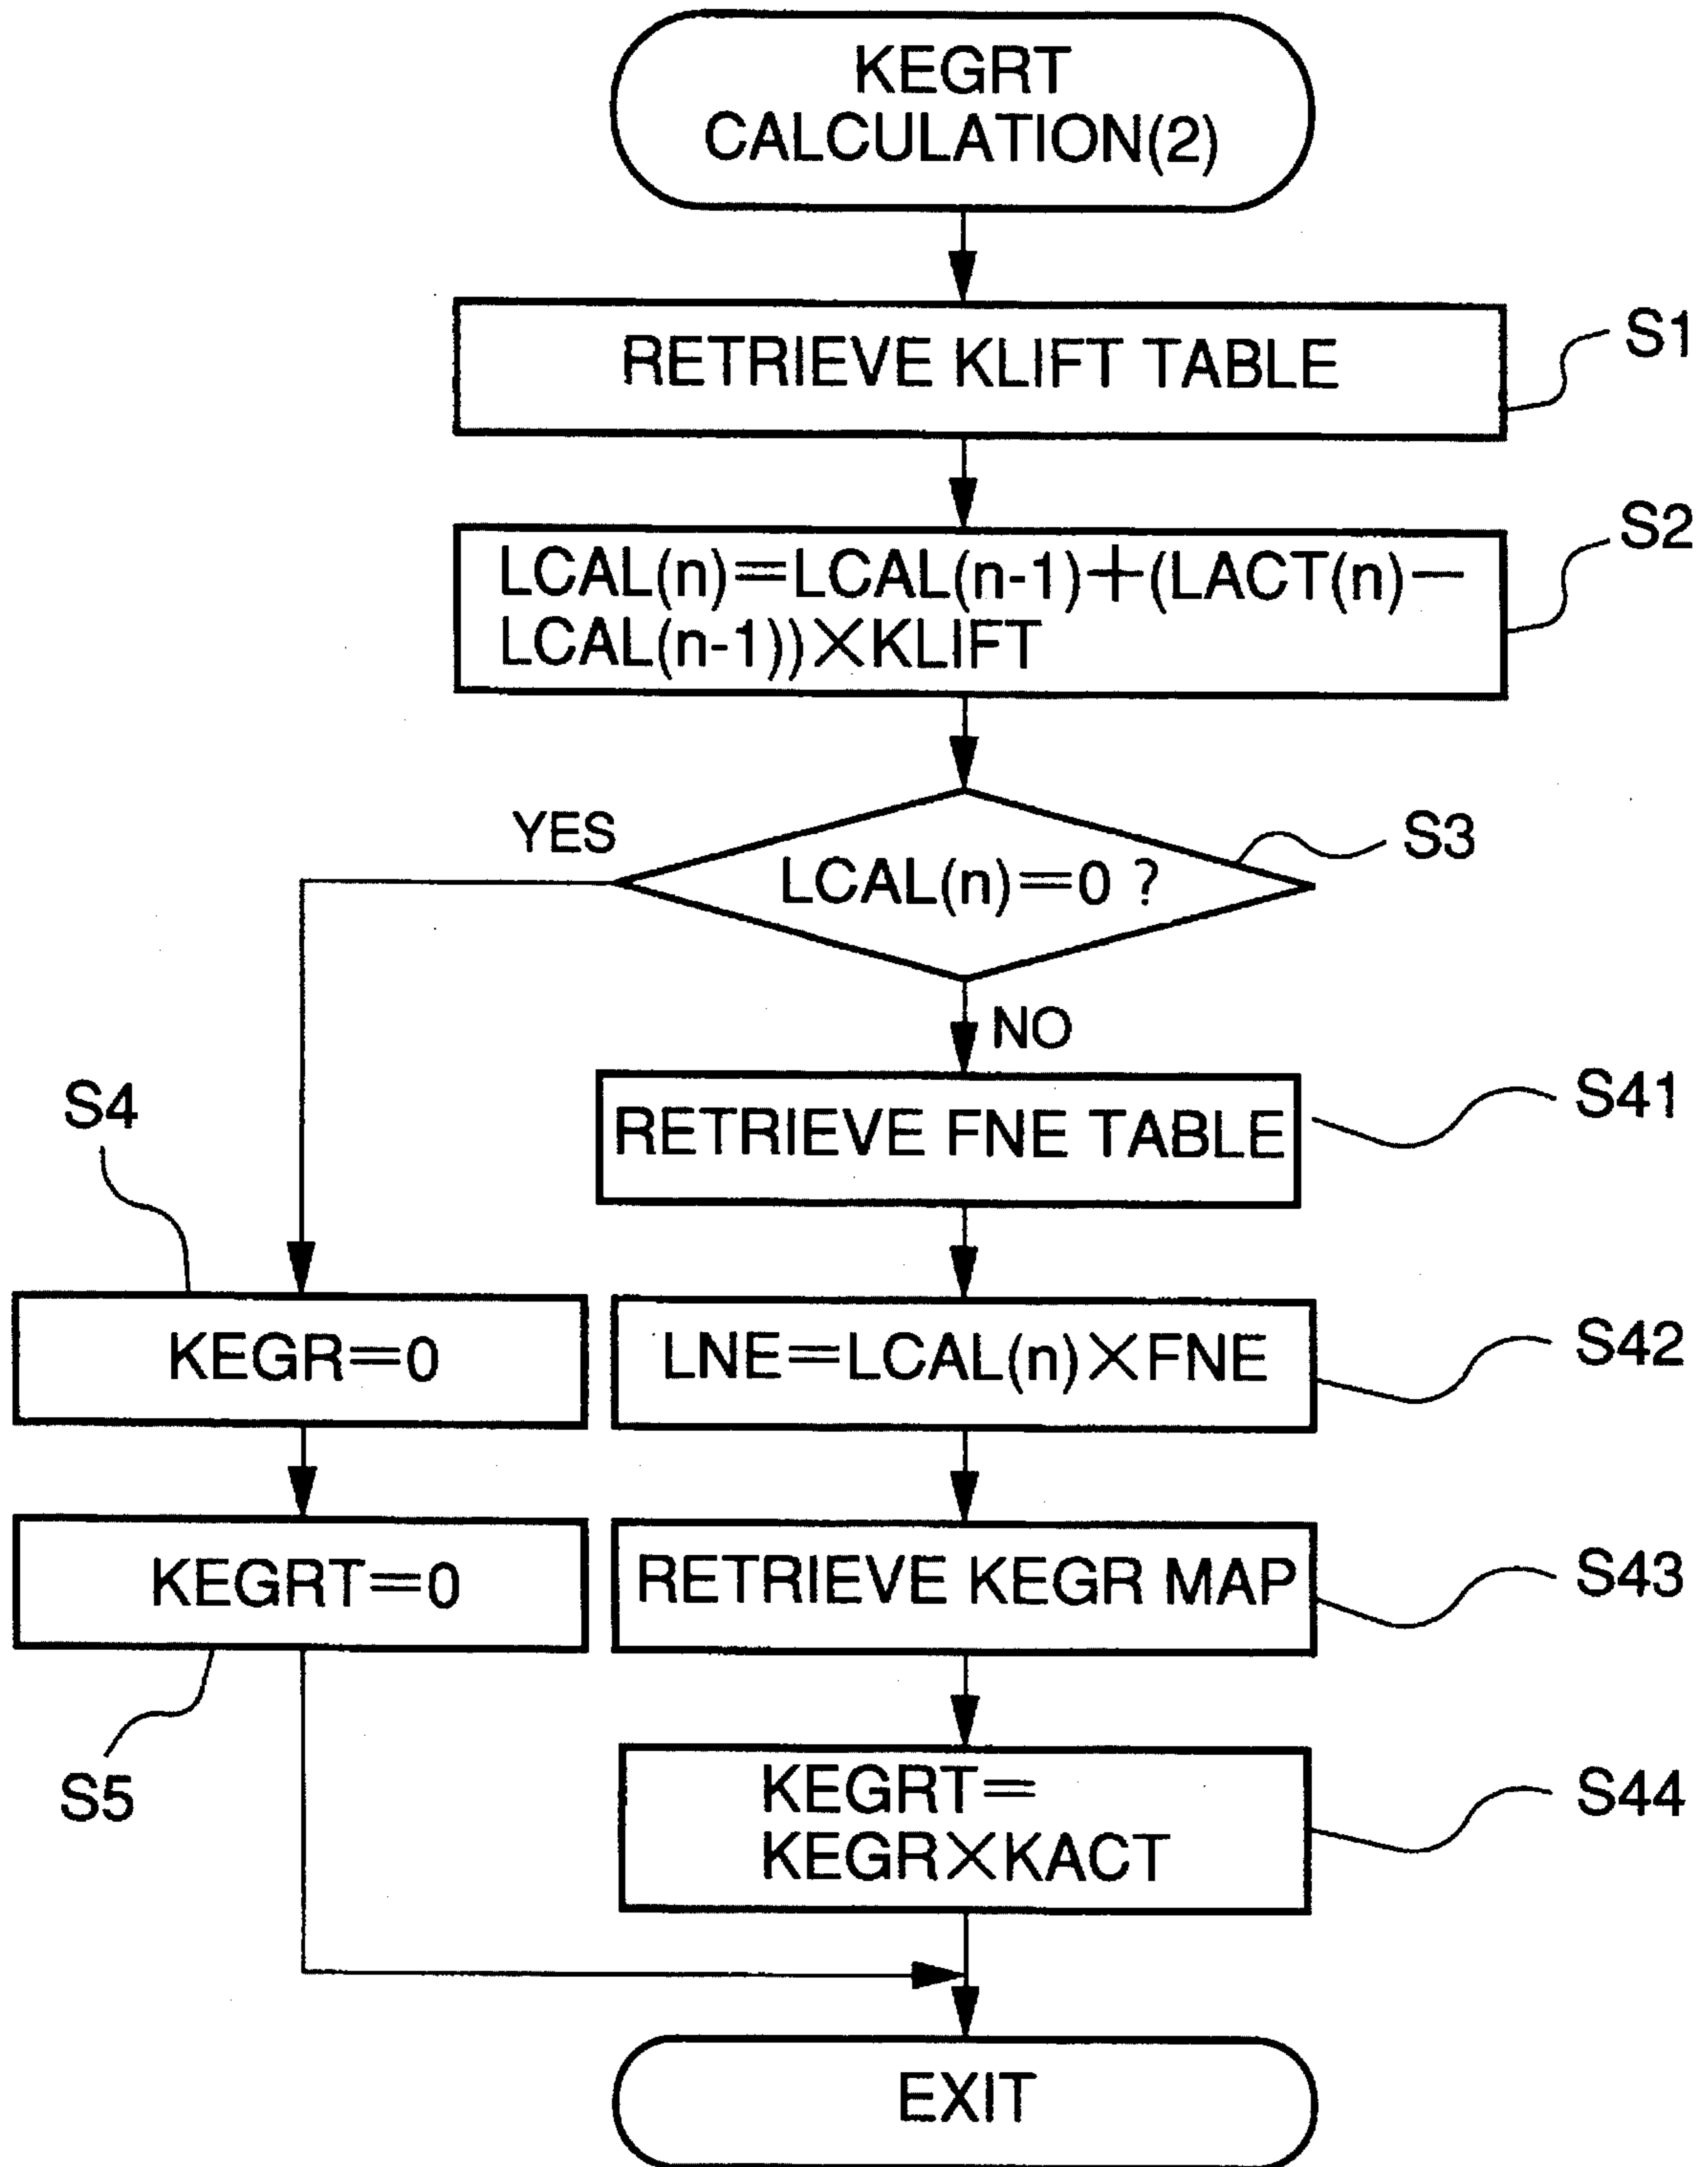 KEGRT
CALCULATION(2)
RETRIEVE KLIFT TABLE
S1
LCAL(n)=LCAL(n-1)+(LACT(n)-
LCAL(n-1))×KLIFT
S2
YES
LCAL(n)=0 ?
S3
NO
RETRIEVE FNE TABLE
S41
S4
KEGR=0
LNE=LCAL(n)×FNE
S42
KEGRT=0
RETRIEVE KEGR MAP
S43
S5
KEGRT=
KEGR×KACT
S44
EXIT